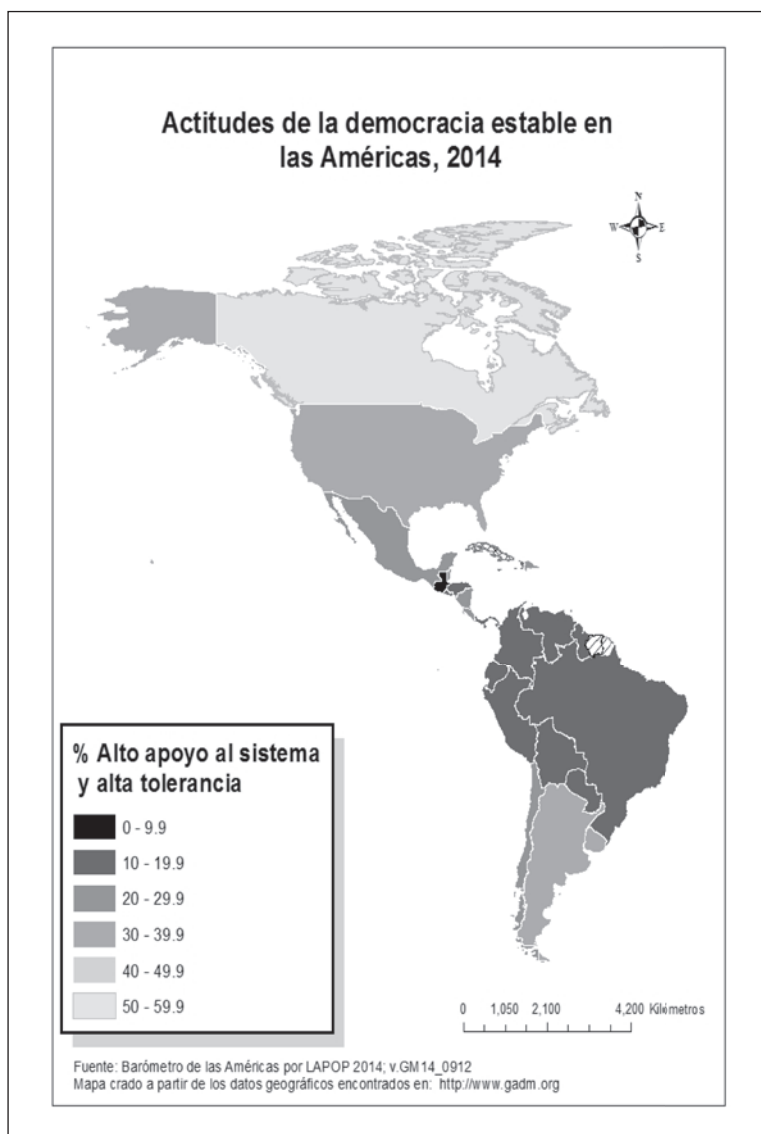 Actitudes de la democracia estable en
las Américas, 2014
N
W E
S
% Alto apoyo al sistema
y alta tolerancia
0 - 9.9
10 - 19.9
20 - 29.9
30 - 39.9
40 - 49.9
50 - 59.9
0 1,050 2,100 4,200 Kilómetros
Fuente: Barómetro de las Américas por LAPOP 2014; v.GM14_0912
Mapa crado a partir de los datos geográficos encontrados en: http://www.gadm.org